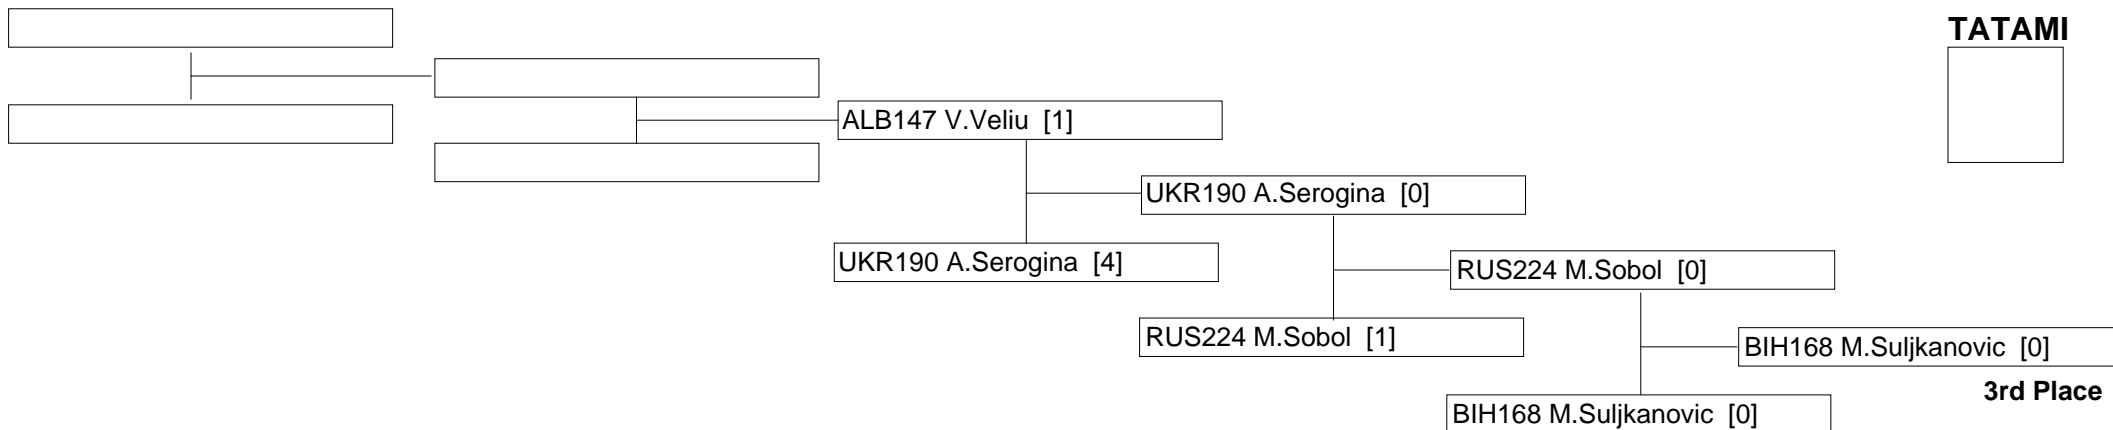 TATAMI
ALB147 V.Veliu [1]
UKR190 A.Serogina [0]
UKR190 A.Serogina [4]
RUS224 M.Sobol [0]
RUS224 M.Sobol [1]
BIH168 M.Suljkanovic [0]
3rd Place
BIH168 M.Suljkanovic [0]